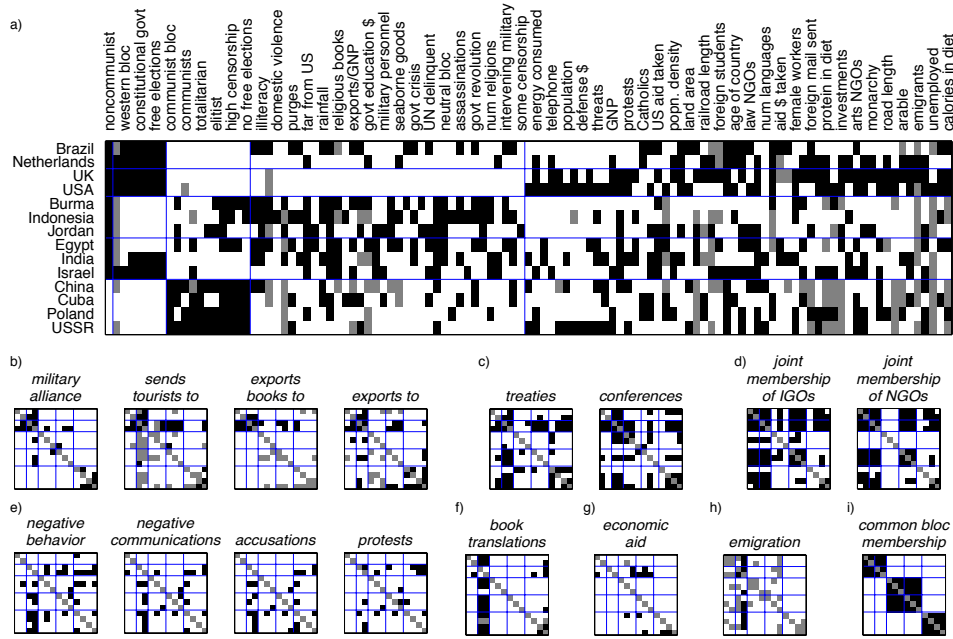 a)
noncommunist
western bloc
constitutional govt
free elections
communist bloc
communists
totalitarian
elitist
high censorship
no free elections
illiteracy
domestic violence
purges
far from US
rainfall
religious books
exports/GNP
govt education $
military personnel
seaborne goods
govt crisis
UN delinquent
neutral bloc
assassinations
govt revolution
num religions
intervening military
some censorship
energy consumed
telephone
population
defense $
threats
GNP
protests
Catholics
US aid taken
popn. density
land area
railroad length
foreign students
age of country
law NGOs
num languages
aid $ taken
female workers
foreign mail sent
protein in diet
investments
arts NGOs
monarchy
road length
arable
emigrants
unemployed
calories in diet
Brazil
Netherlands
UK
USA
Burma
Indonesia
Jordan
Egypt
India
Israel
China
Cuba
Poland
USSR
b)
military
alliance
sends
tourists to
exports
books to
exports to
c)
treaties
conferences
d)
joint
membership
of IGOs
joint
membership
of NGOs
e)
negative
behavior
negative
communications
accusations
protests
f)
book
translations
g)
economic
aid
h)
emigration
i)
common bloc
membership